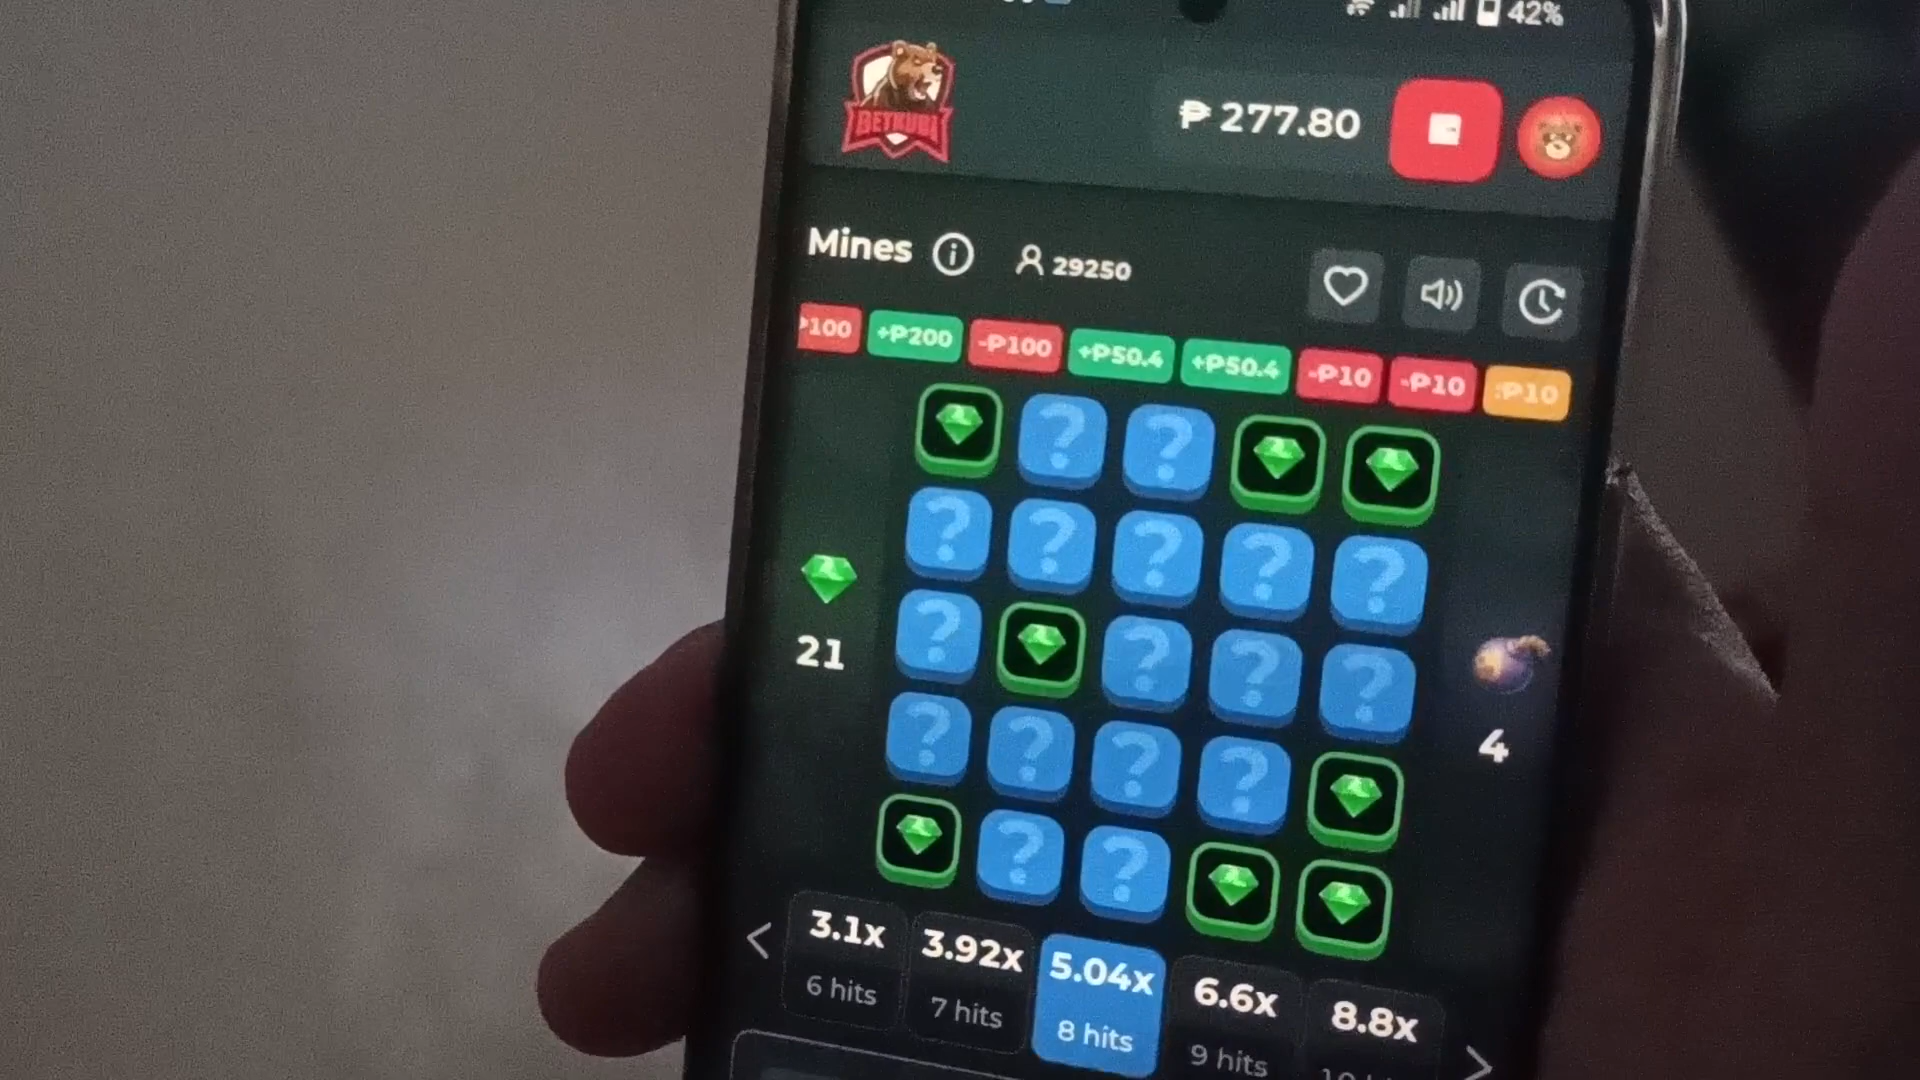 42%
BETKUBI
₱ 277.80
Mines
29250
₱100 +₱200 -₱100 +₱50.4 +₱50.4 -₱10 -₱10 ₱10
? ?
? ? ? ? ?
? ? ? ?
? ? ? ?
? ?
21
4
3.1x 3.92x 5.04x 6.6x 8.8x
6 hits 7 hits 8 hits 9 hits